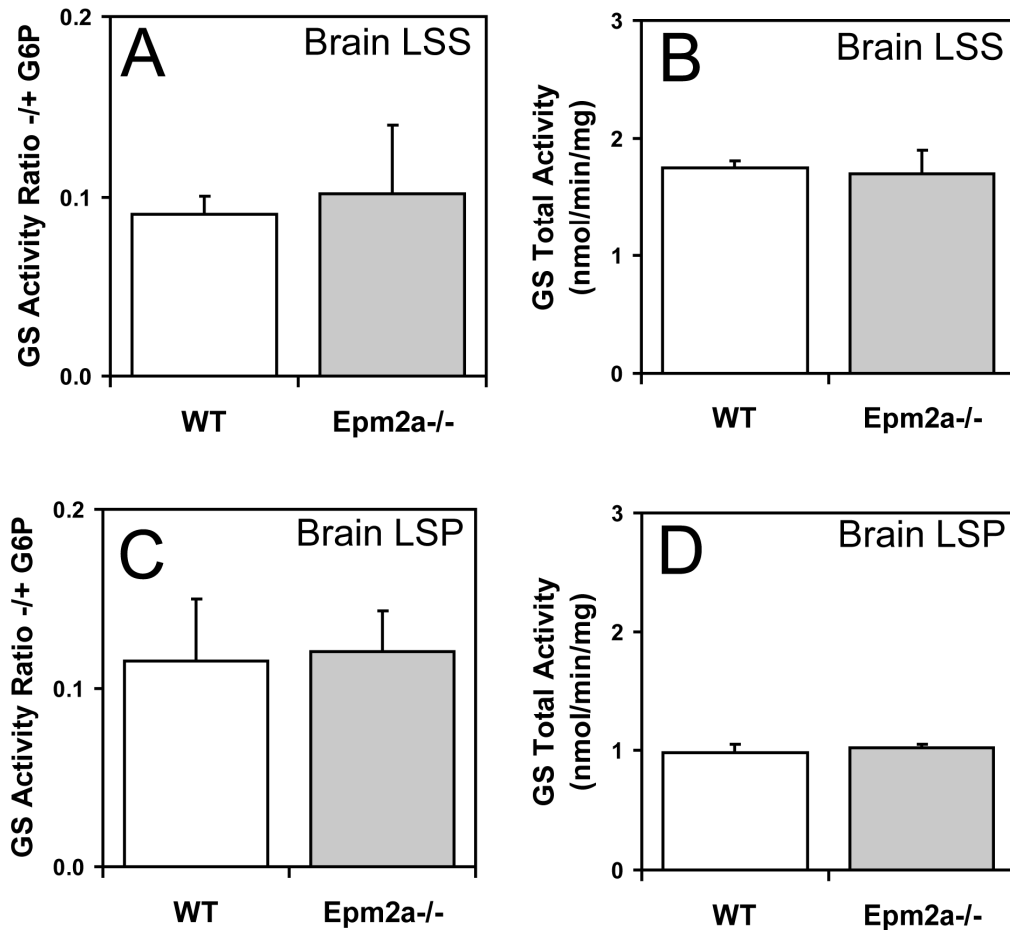 A
Brain LSS
GS Activity Ratio -/+ G6P
0.2
0.1
0.0
WT
Epm2a-/-
B
Brain LSS
GS Total Activity
(nmol/min/mg)
3
2
1
0
WT
Epm2a-/-
C
Brain LSP
GS Activity Ratio -/+ G6P
0.2
0.1
0.0
WT
Epm2a-/-
D
Brain LSP
GS Total Activity
(nmol/min/mg)
3
2
1
0
WT
Epm2a-/-